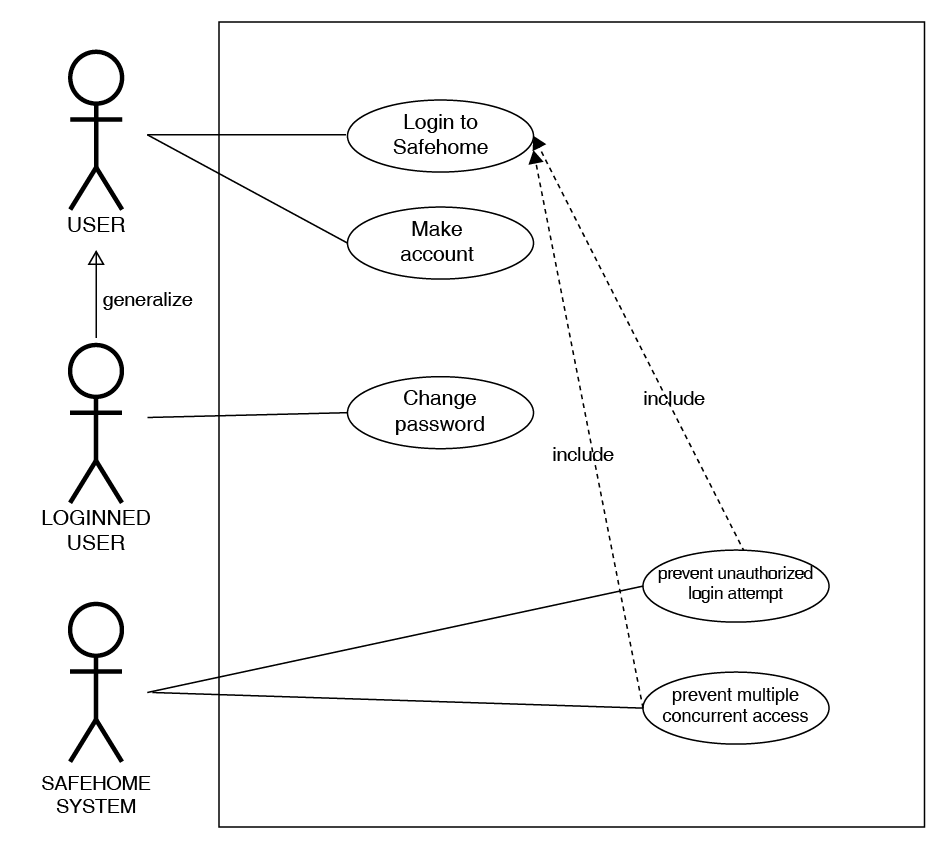 Login to
Safehome
USER
Make
account
generalize
Change
password
include
include
LOGINNED
USER
prevent unauthorized
login attempt
prevent multiple
concurrent access
SAFEHOME
SYSTEM